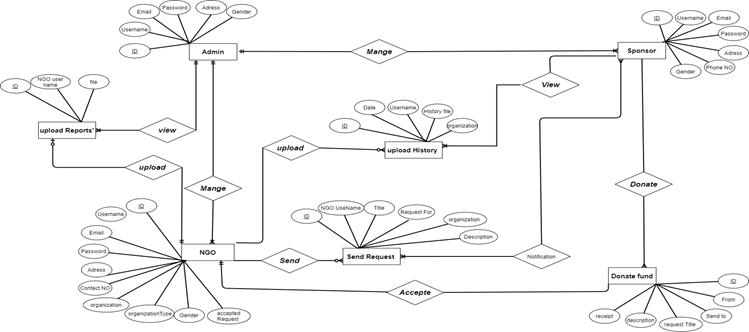 Password
Email
Adress
Gender
Username
ID
Admin
Mange
ID
Username
Email
Password
Adress
Phone NO
Gender
Sponsor
NGO user
name
file
ID
upload Reports'
view
upload
Mange
Date
Username
History file
ID
organization
upload History
upload
View
Donate
ID
Username
Email
Password
Adress
Contact NO
organization
organizationType
Gender
accepted
Request
NGO
Send
NGO UseName
Title
Request For
ID
organization
Description
Send Request
Notification
Accepte
Donate fund
ID
From
Send to
request Title
description
receipt